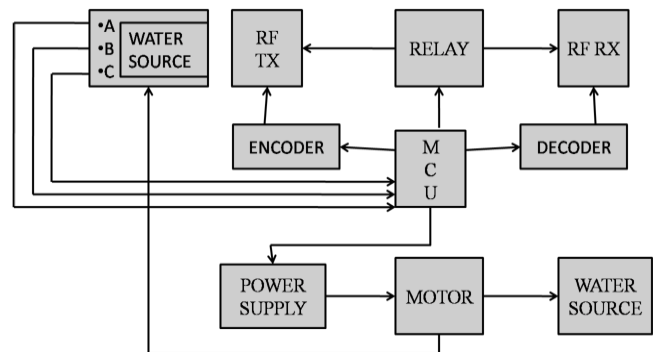 •A
•B
•C
WATER
SOURCE
RF
TX
RELAY
RF RX
ENCODER
M
C
U
DECODER
POWER
SUPPLY
MOTOR
WATER
SOURCE